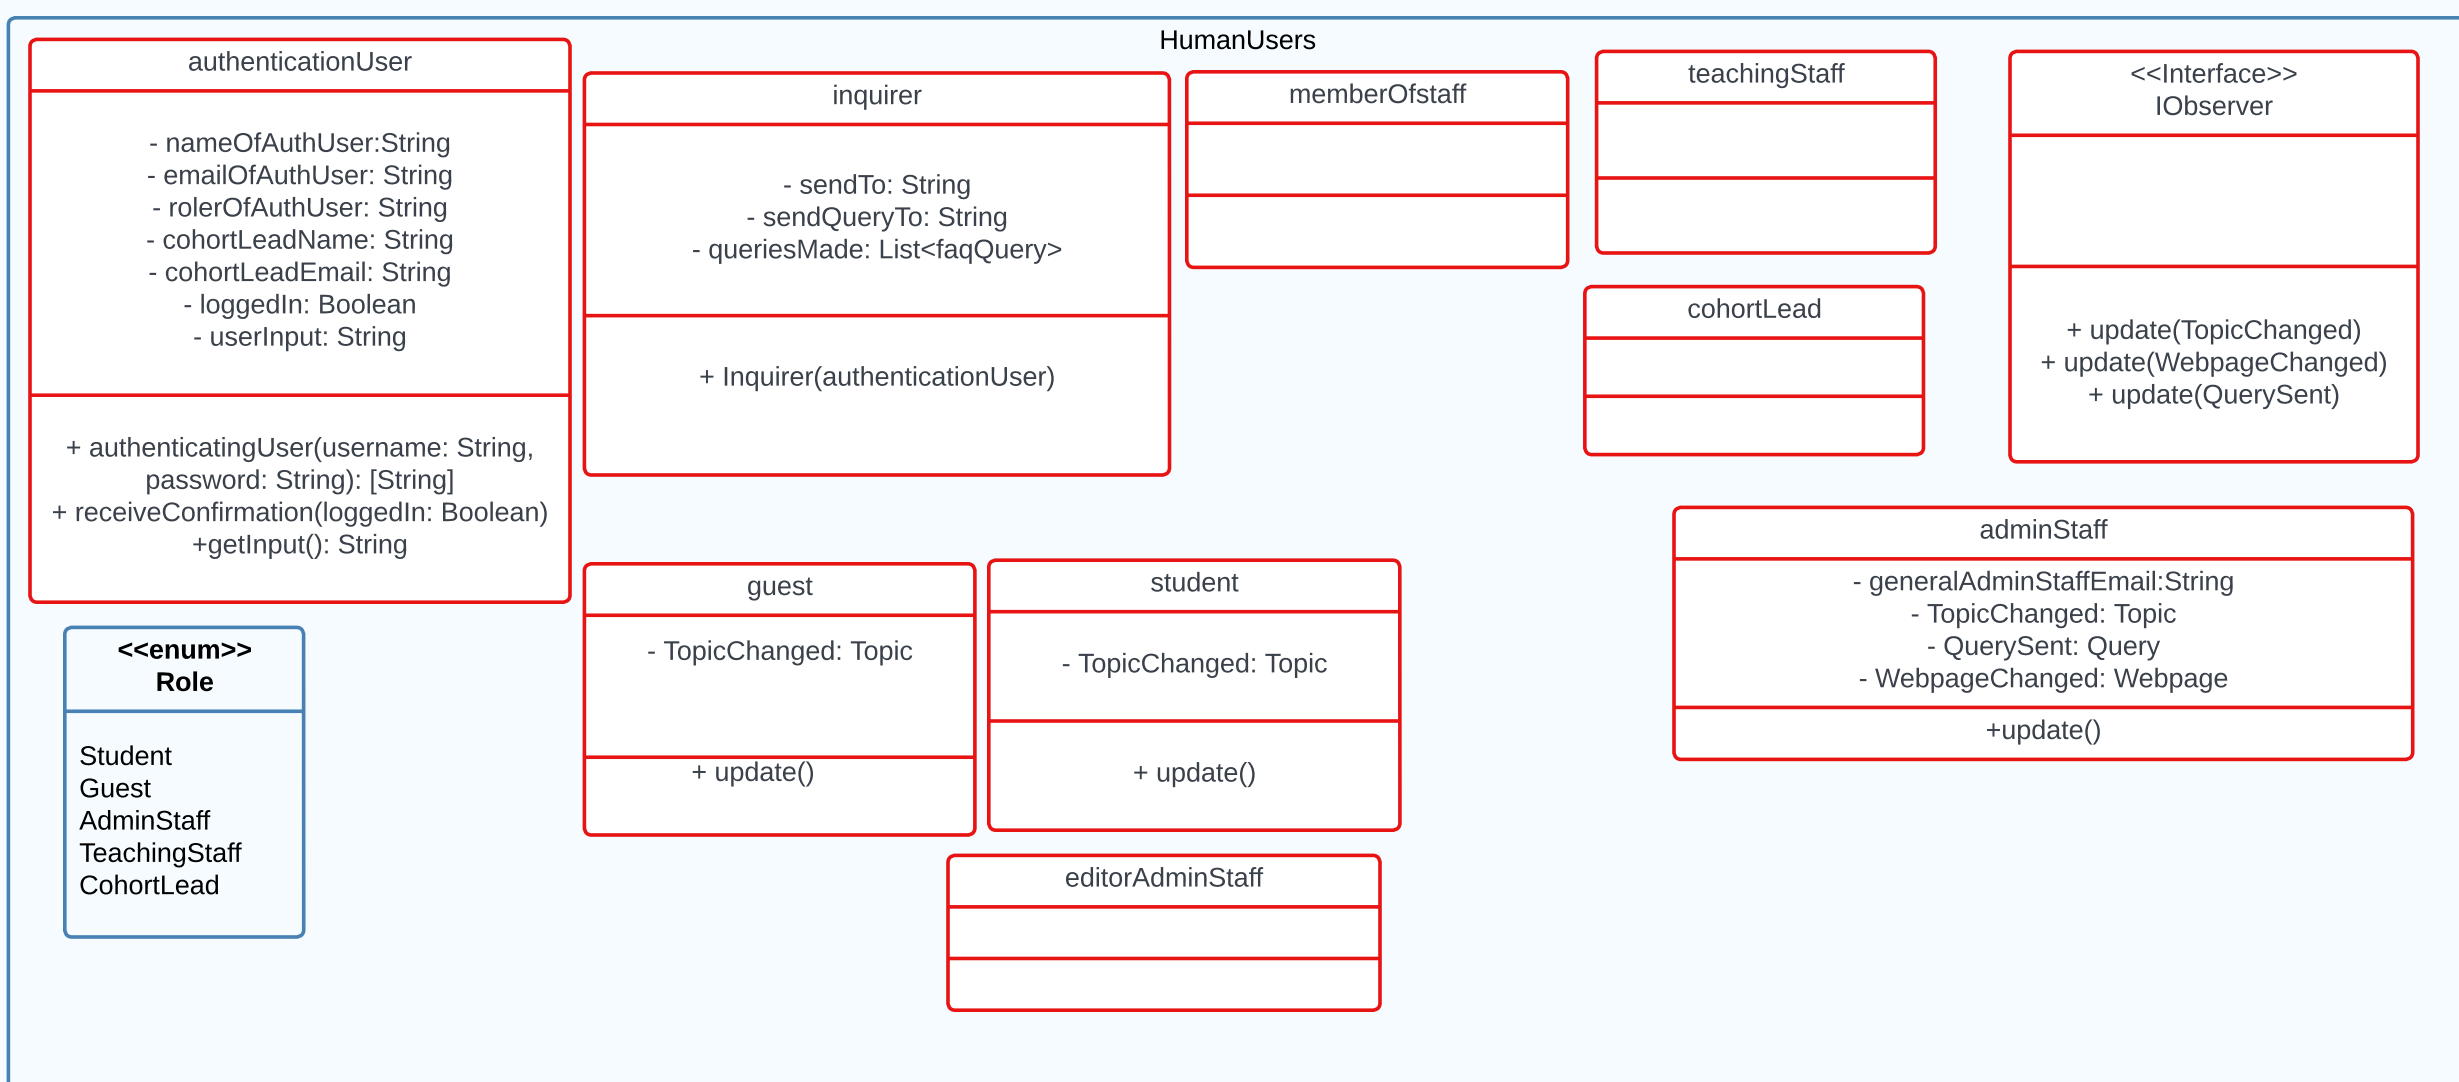 HumanUsers
authenticationUser
- nameOfAuthUser:String
- emailOfAuthUser: String
- rolerOfAuthUser: String
- cohortLeadName: String
- cohortLeadEmail: String
- loggedIn: Boolean
- userInput: String
+ authenticatingUser(username: String,
password: String): [String]
+ receiveConfirmation(loggedIn: Boolean)
+getInput(): String
inquirer
- sendTo: String
- sendQueryTo: String
- queriesMade: List<faqQuery>
+ Inquirer(authenticationUser)
memberOfstaff
teachingStaff
cohortLead
<<Interface>>
IObserver
+ update(TopicChanged)
+ update(WebpageChanged)
+ update(QuerySent)
adminStaff
- generalAdminStaffEmail:String
- TopicChanged: Topic
- QuerySent: Query
- WebpageChanged: Webpage
+update()
guest
- TopicChanged: Topic
+ update()
student
- TopicChanged: Topic
+ update()
<<enum>>
Role
Student
Guest
AdminStaff
TeachingStaff
CohortLead
editorAdminStaff